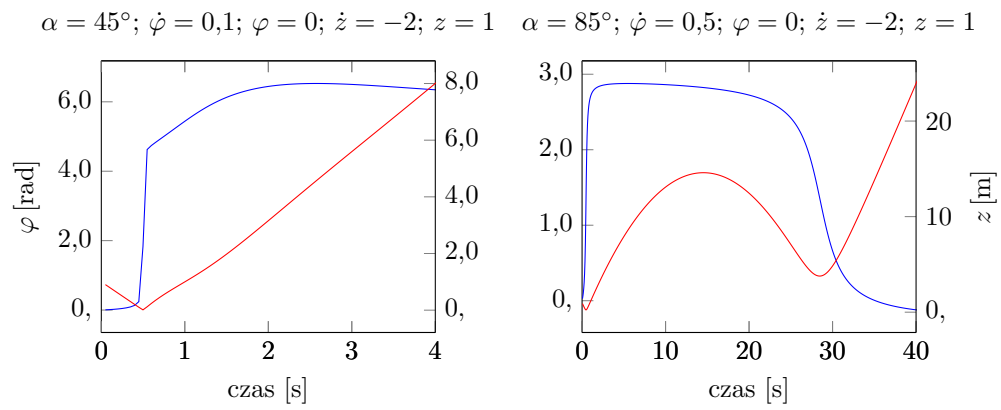 α = 45°; φ̇ = 0,1; φ = 0; ż = −2; z = 1
8,0
6,0
6,0
4,0
4,0
2,0
2,0
0,
0,
φ [rad]
0 1 2 3 4
czas [s]
α = 85°; φ̇ = 0,5; φ = 0; ż = −2; z = 1
3,0
2,0
1,0
0,
20
10
0,
z [m]
0 10 20 30 40
czas [s]